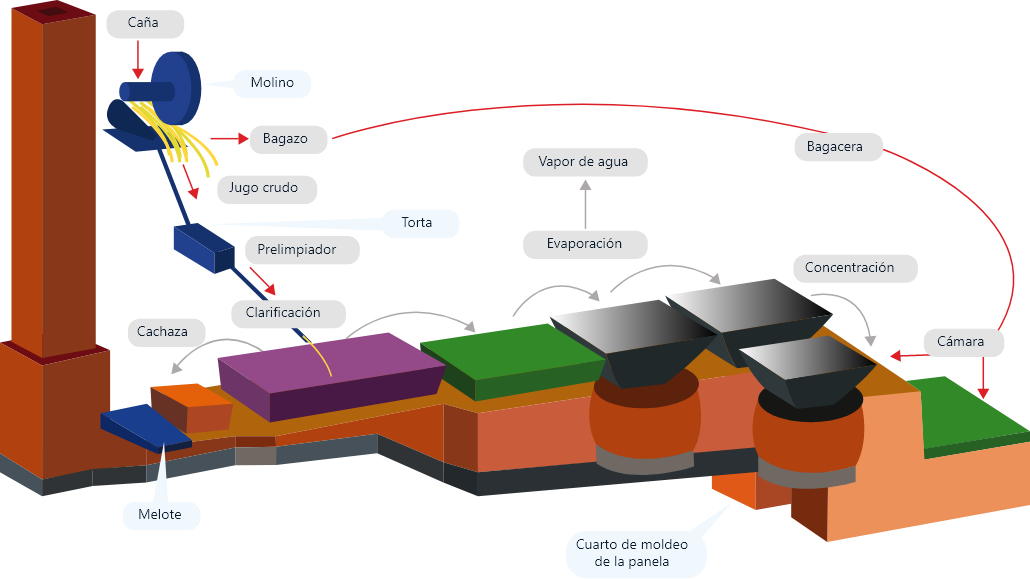 Caña
Molino
Bagazo
Bagacera
Vapor de agua
Jugo crudo
Torta
Evaporación
Prelimpiador
Concentración
Clarificación
Cachaza
Cámara
Melote
Cuarto de moldeo
de la panela